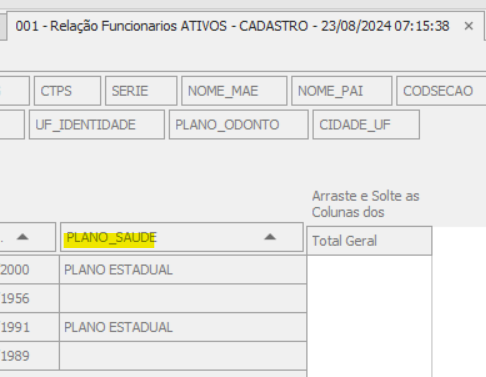 001 - Relação Funcionarios ATIVOS - CADASTRO - 23/08/2024 07:15:38 ×
CTPS SERIE NOME_MAE NOME_PAI CODSECAO
UF_IDENTIDADE PLANO_ODONTO CIDADE_UF
Arraste e Solte as
Colunas dos
. PLANO_SAUDE Total Geral
2000 PLANO ESTADUAL
/1956
/1991 PLANO ESTADUAL
/1989